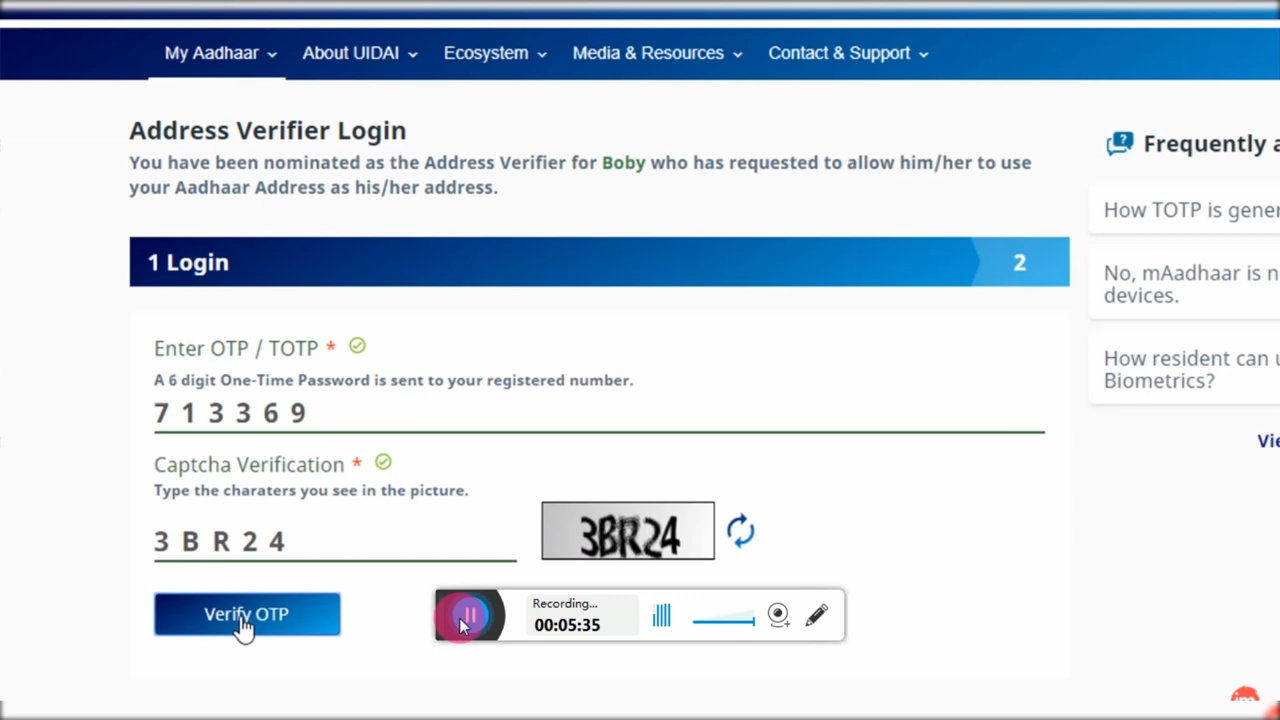 My Aadhaar About UIDAI Ecosystem Media & Resources Contact & Support
Address Verifier Login
You have been nominated as the Address Verifier for Boby who has requested to allow him/her to use
your Aadhaar Address as his/her address.
1 Login 2
Enter OTP / TOTP *
A 6 digit One-Time Password is sent to your registered number.
7 1 3 3 6 9
Captcha Verification *
Type the charaters you see in the picture.
3 B R 2 4
3BR24
Verify OTP
Recording...
00:05:35
Frequently a
How TOTP is gener
No, mAadhaar is n
devices.
How resident can u
Biometrics?
Vie